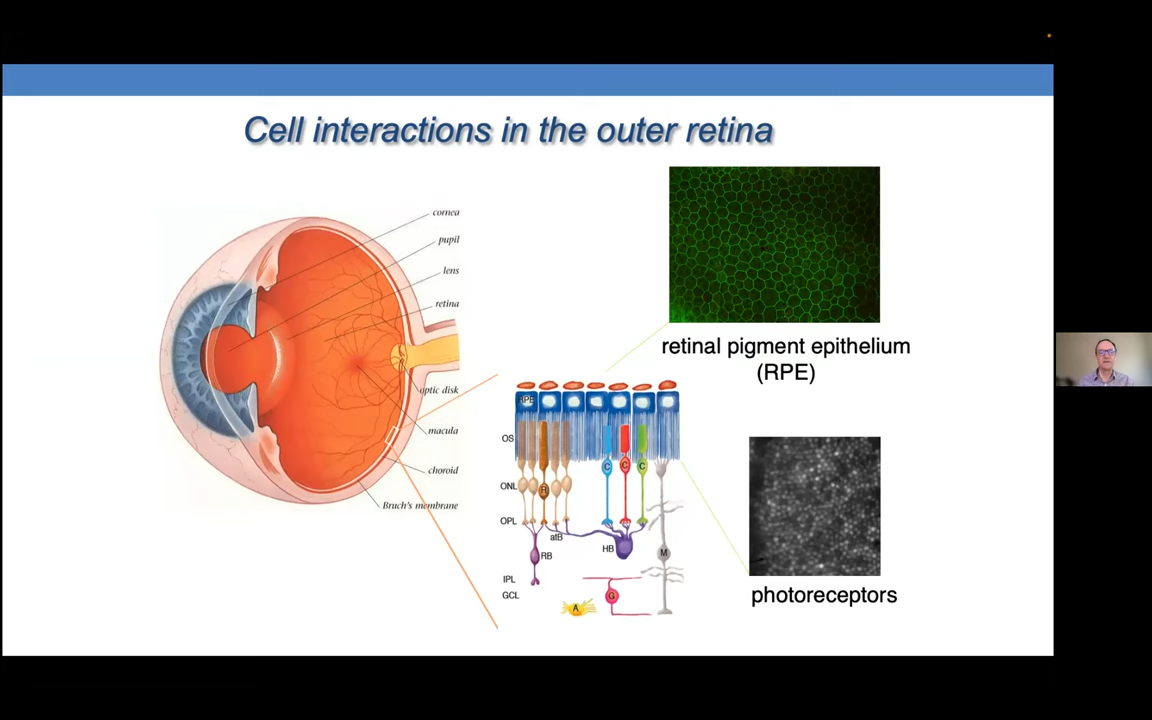 Cell interactions in the outer retina
cornea
pupil
lens
retina
optic disk
macula
choroid
Bruch's membrane
retinal pigment epithelium
(RPE)
RPE
OS
C
C
C
ONL
R
OPL
atB
HB
RB
M
IPL
GCL
G
A
photoreceptors